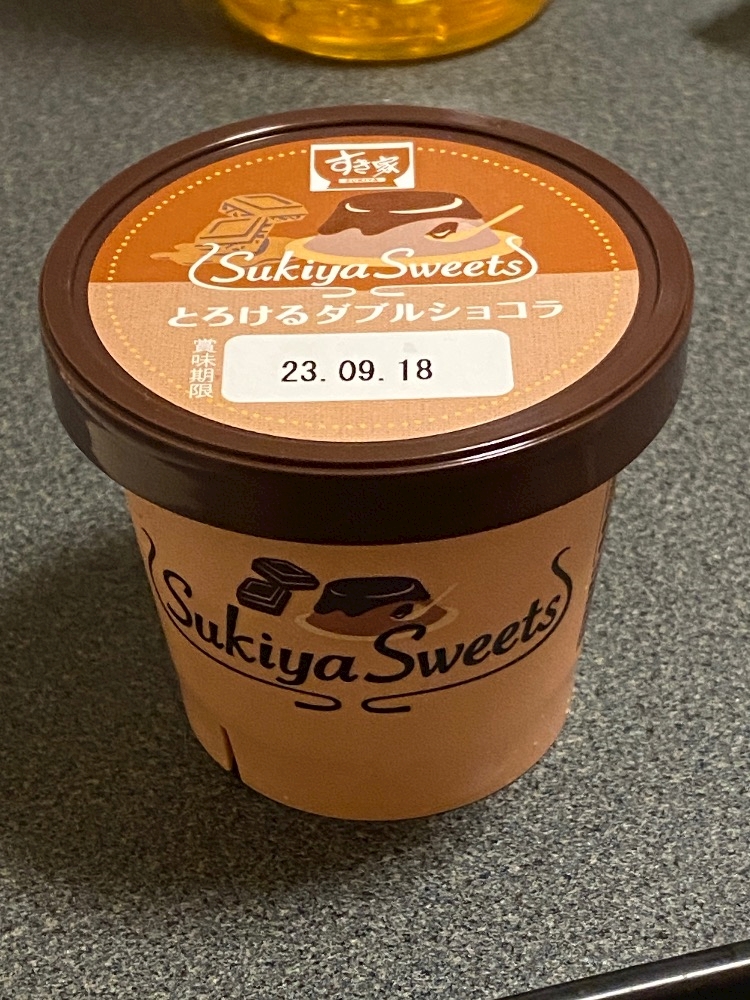 すき家
SUKIYA
Sukiya Sweets
とろけるダブルショコラ
賞味期限
23.09.18
Sukiya Sweets